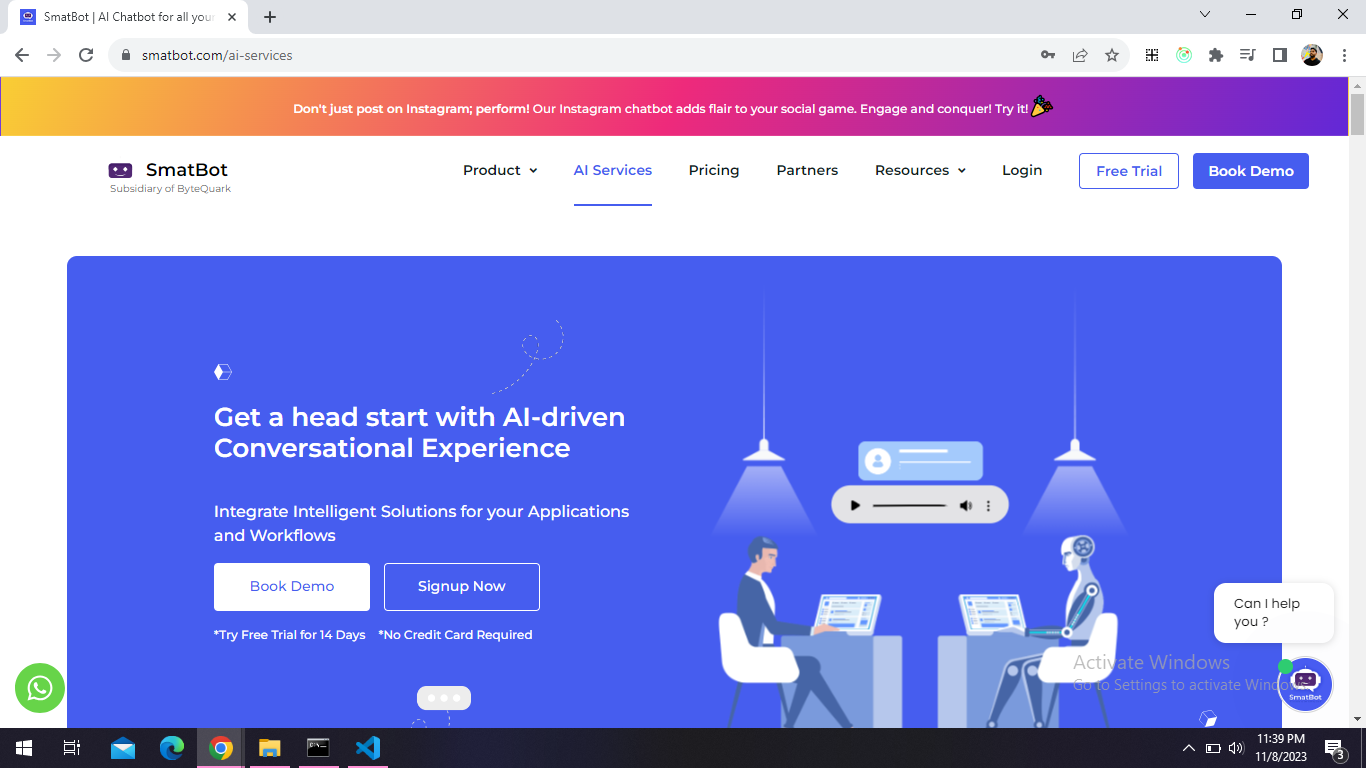 SmatBot | AI Chatbot for all your
smatbot.com/ai-services
Don't just post on Instagram; perform! Our Instagram chatbot adds flair to your social game. Engage and conquer! Try it!
SmatBot
Subsidiary of ByteQuark
Product
AI Services
Pricing
Partners
Resources
Login
Free Trial
Book Demo
Get a head start with AI-driven
Conversational Experience
Integrate Intelligent Solutions for your Applications
and Workflows
Book Demo
Signup Now
*Try Free Trial for 14 Days
*No Credit Card Required
Can I help
you ?
Activate Windows
Go to Settings to activate Windows.
SmatBot
11:39 PM
11/8/2023
3